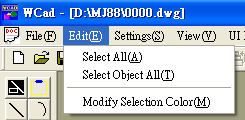 WCad - [D:\MJ88\0000.dwg]
File(F) Edit(E) Settings(S) View(V) UI
Select All(A)
Select Object All(T)
Modify Selection Color(M)